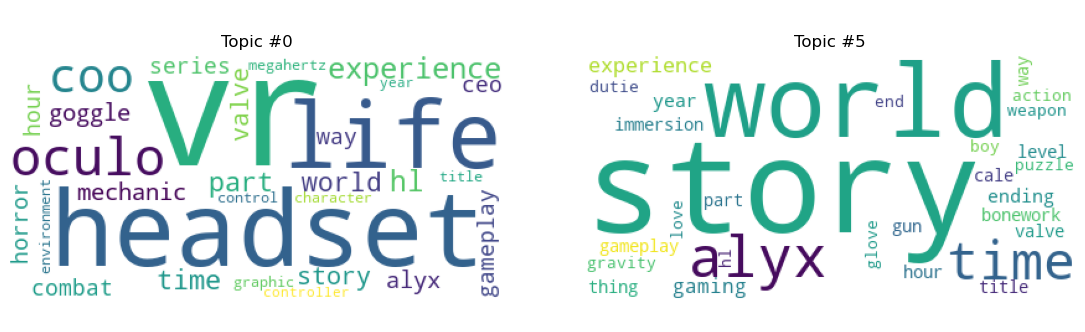 Topic #0
coo
series
megahertz
experience
year
ceo
hour
goggle
valve
vr
life
way
oculo
mechanic
part
world
hl
title
control
character
horror
environment
headset
gameplay
combat
time
graphic
story
alyx
controller
Topic #5
experience
dutie
year
immersion
world
end
way
action
weapon
boy
level
puzzle
story
cale
part
love
ending
bonework
valve
gameplay
gravity
thing
alyx
hl
gaming
glove
gun
hour
time
title